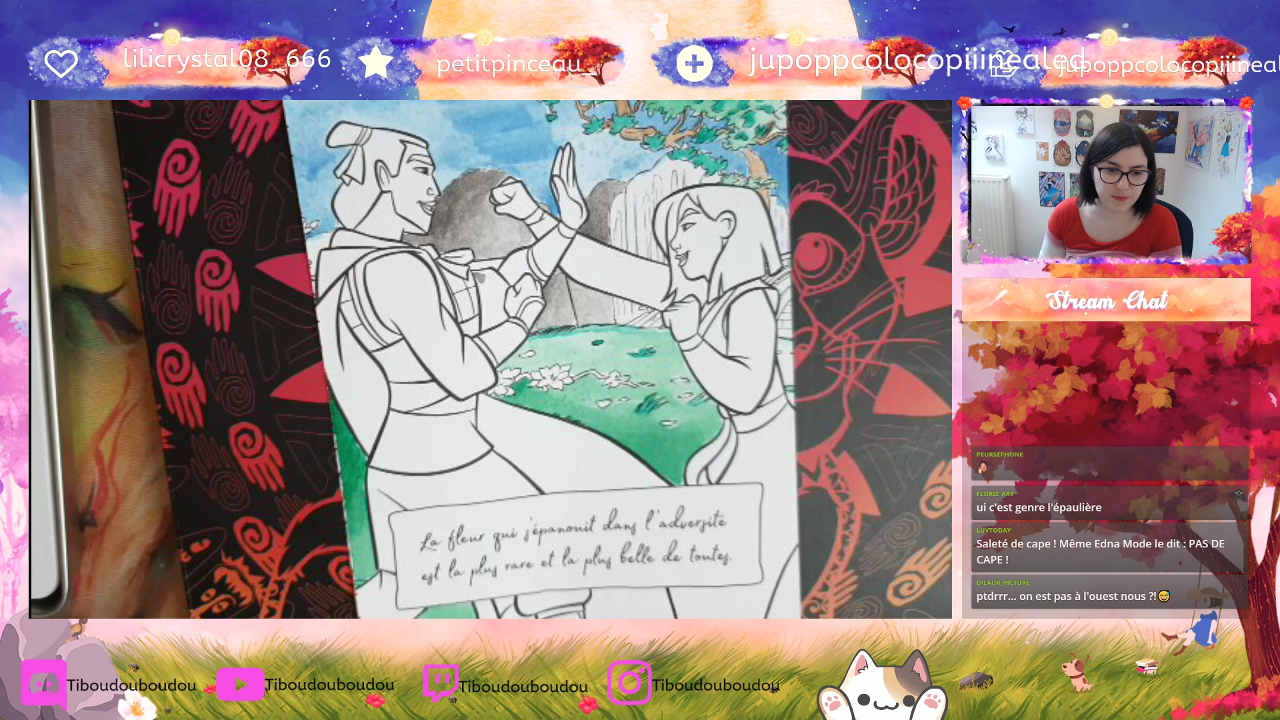 lilicrystal08_666
petitpinceau
jupoppcolocopiiinealed
jupoppcolocopiiineal
Stream Chat
PEURSEPHONE
FLORIZ_ART
ui c'est genre l'épaulière
LUVTODAY
Saleté de cape ! Même Edna Mode le dit : PAS DE
CAPE !
DILAUR_PICTURE
ptdrrr... on est pas à l'ouest nous ?!😅
La fleur qui s'épanouit dans l'adversité
est la plus rare et la plus belle de toutes.
Tiboudouboudou
Tiboudouboudou
Tiboudouboudou
Tiboudouboudou